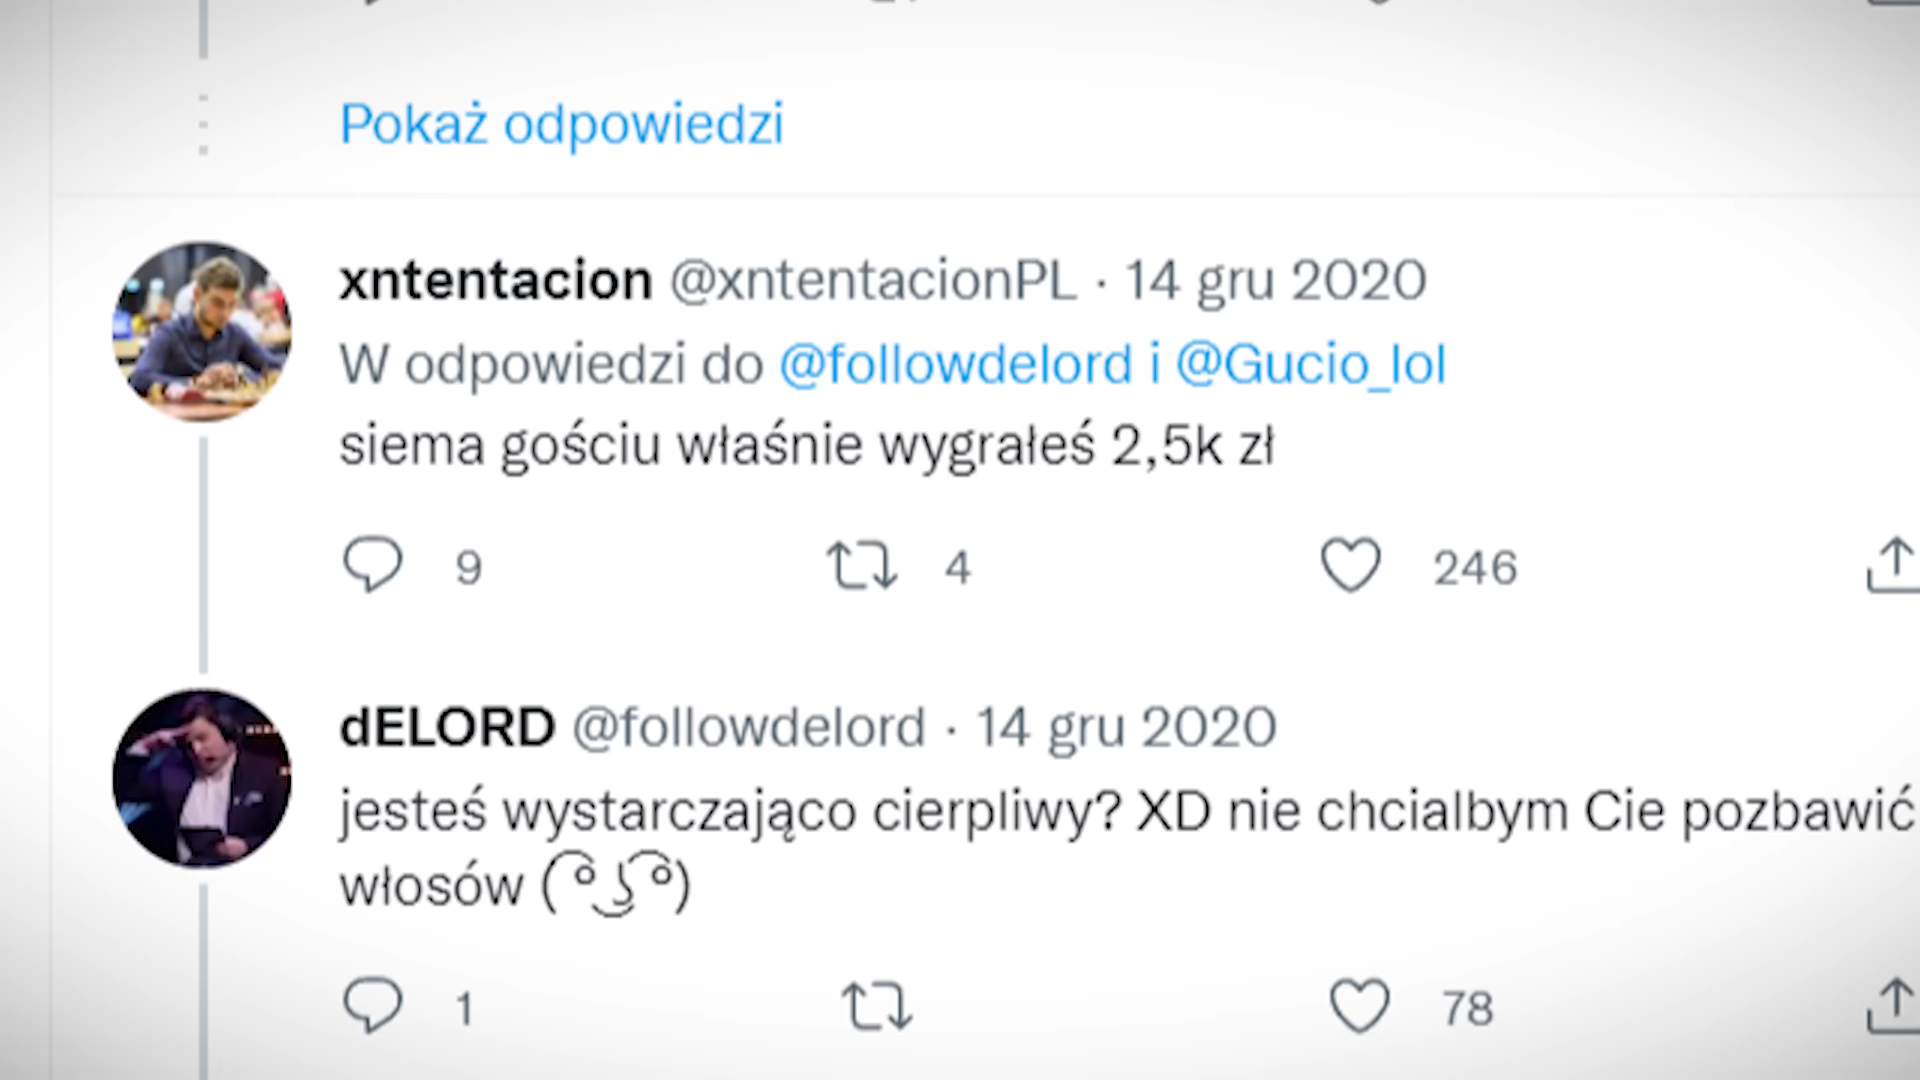 Pokaż odpowiedzi
xntentacion @xntentacionPL · 14 gru 2020
W odpowiedzi do @followdelord i @Gucio_lol
siema gościu właśnie wygrałeś 2,5k zł
9 4 246
dELORD @followdelord · 14 gru 2020
jesteś wystarczająco cierpliwy? XD nie chcialbym Cie pozbawić
włosów ( ͡° ͜ʖ ͡°)
1 78